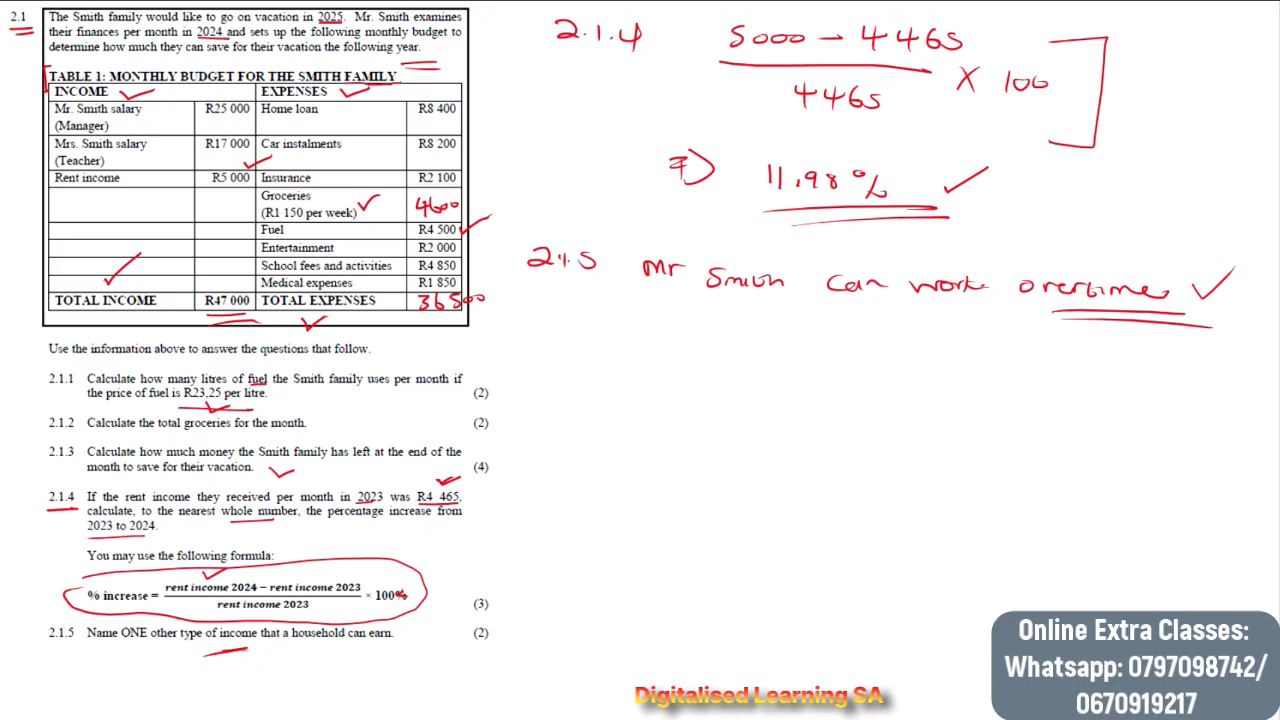 2.1 The Smith family would like to go on vacation in 2025. Mr. Smith examines
their finances per month in 2024 and sets up the following monthly budget to
determine how much they can save for their vacation the following year.
TABLE 1: MONTHLY BUDGET FOR THE SMITH FAMILY
INCOME EXPENSES
Mr. Smith salary R25 000 Home loan R8 400
(Manager)
Mrs. Smith salary R17 000 Car instalments R8 200
(Teacher)
Rent income R5 000 Insurance R2 100
Groceries
(R1 150 per week) 4600
Fuel R4 500
Entertainment R2 000
School fees and activities R4 850
Medical expenses R1 850
TOTAL INCOME R47 000 TOTAL EXPENSES 36500
Use the information above to answer the questions that follow.
2.1.1 Calculate how many litres of fuel the Smith family uses per month if
the price of fuel is R23,25 per litre. (2)
2.1.2 Calculate the total groceries for the month. (2)
2.1.3 Calculate how much money the Smith family has left at the end of the
month to save for their vacation. (4)
2.1.4 If the rent income they received per month in 2023 was R4 465,
calculate, to the nearest whole number, the percentage increase from
2023 to 2024.
You may use the following formula:
% increase = rent income 2024 − rent income 2023 / rent income 2023 × 100% (3)
2.1.5 Name ONE other type of income that a household can earn. (2)
2.1.4 5000 - 4465
4465 × 100
11,98 %
2.1.5 Mr Smith can work overtime
Online Extra Classes:
Whatsapp: 0797098742/
0670919217
Digitalised Learning SA